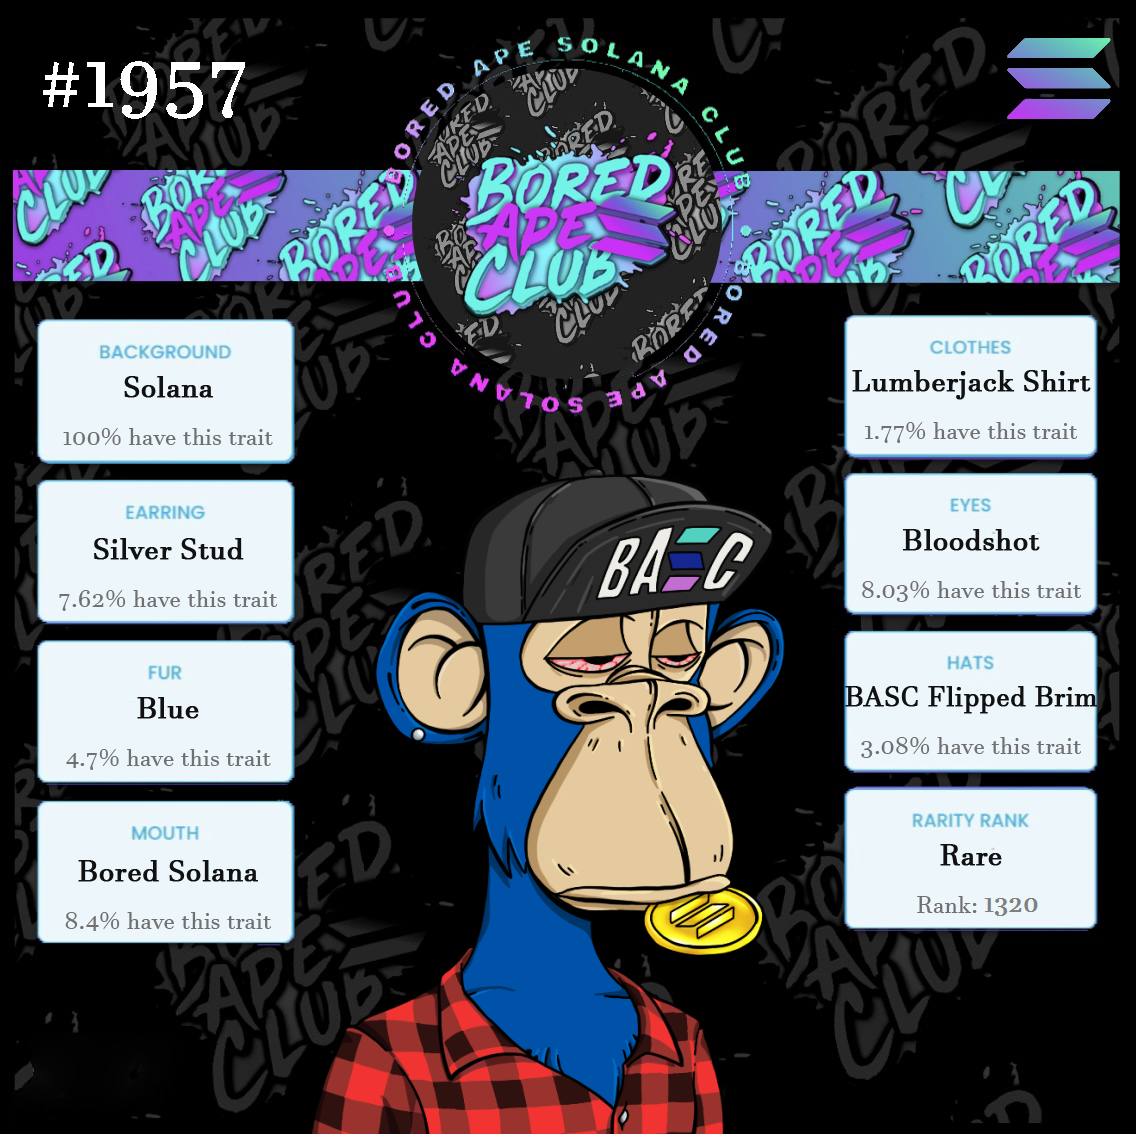 #1957
BORED APE SOLANA CLUB
BORED APE SOLANA CLUB
BORED
APE
CLUB
BACKGROUND
Solana
100% have this trait
EARRING
Silver Stud
7.62% have this trait
FUR
Blue
4.7% have this trait
MOUTH
Bored Solana
8.4% have this trait
CLOTHES
Lumberjack Shirt
1.77% have this trait
EYES
Bloodshot
8.03% have this trait
HATS
BASC Flipped Brim
3.08% have this trait
RARITY RANK
Rare
Rank: 1320
BASC